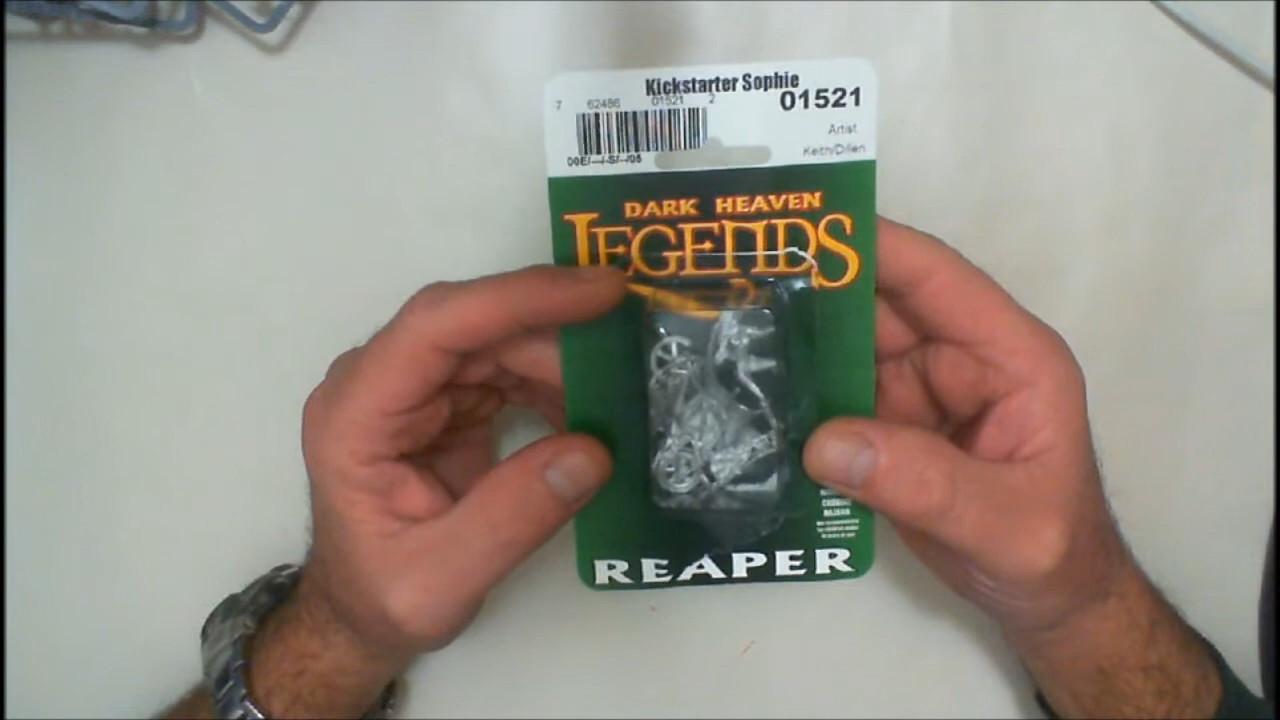 Kickstarter Sophie
7 62486 01521 2
01521
Artist
Keith/Dillen
DARK HEAVEN
LEGENDS
REAPER